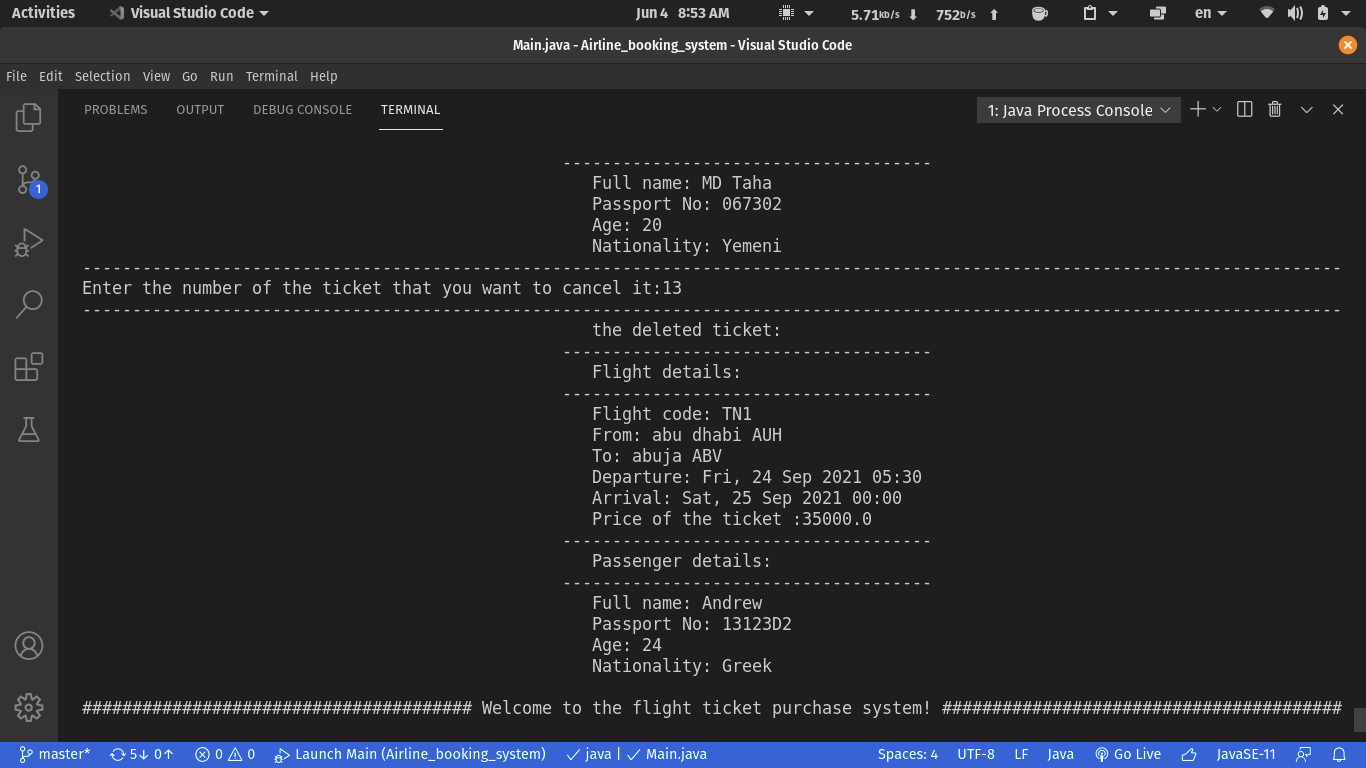 Activities Visual Studio Code Jun 4 8:53 AM 5.71kb/s 752b/s en
Main.java - Airline_booking_system - Visual Studio Code
File Edit Selection View Go Run Terminal Help
PROBLEMS OUTPUT DEBUG CONSOLE TERMINAL 1: Java Process Console
-------------------------------------
Full name: MD Taha
1
Passport No: 067302
Age: 20
Nationality: Yemeni
------------------------------------------------------------------------------------------------------------------------------
Enter the number of the ticket that you want to cancel it:13
------------------------------------------------------------------------------------------------------------------------------
the deleted ticket:
-------------------------------------
Flight details:
-------------------------------------
Flight code: TN1
From: abu dhabi AUH
To: abuja ABV
Departure: Fri, 24 Sep 2021 05:30
Arrival: Sat, 25 Sep 2021 00:00
Price of the ticket :35000.0
-------------------------------------
Passenger details:
-------------------------------------
Full name: Andrew
Passport No: 13123D2
Age: 24
Nationality: Greek
####################################### Welcome to the flight ticket purchase system! ########################################
master* 5↓ 0↑ 0 0 Launch Main (Airline_booking_system) java | Main.java Spaces: 4 UTF-8 LF Java Go Live JavaSE-11